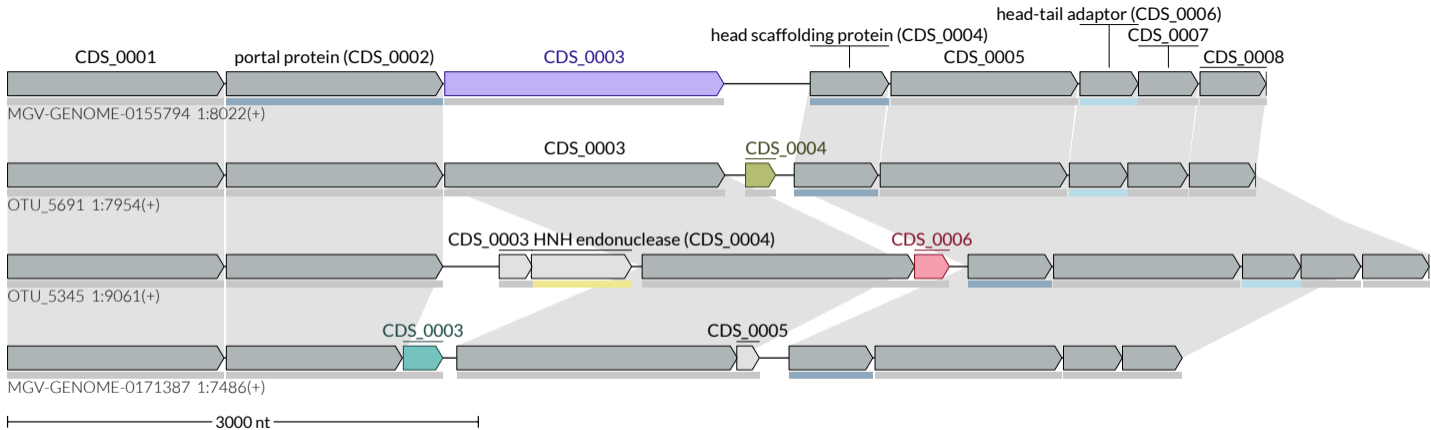 head-tail adaptor (CDS_0006)
head scaffolding protein (CDS_0004) CDS_0007
CDS_0001 portal protein (CDS_0002) CDS_0003 CDS_0005 CDS_0008
MGV-GENOME-0155794 1:8022(+)
CDS_0003 CDS_0004
OTU_5691 1:7954(+)
CDS_0003 HNH endonuclease (CDS_0004) CDS_0006
OTU_5345 1:9061(+)
CDS_0003 CDS_0005
MGV-GENOME-0171387 1:7486(+)
3000 nt